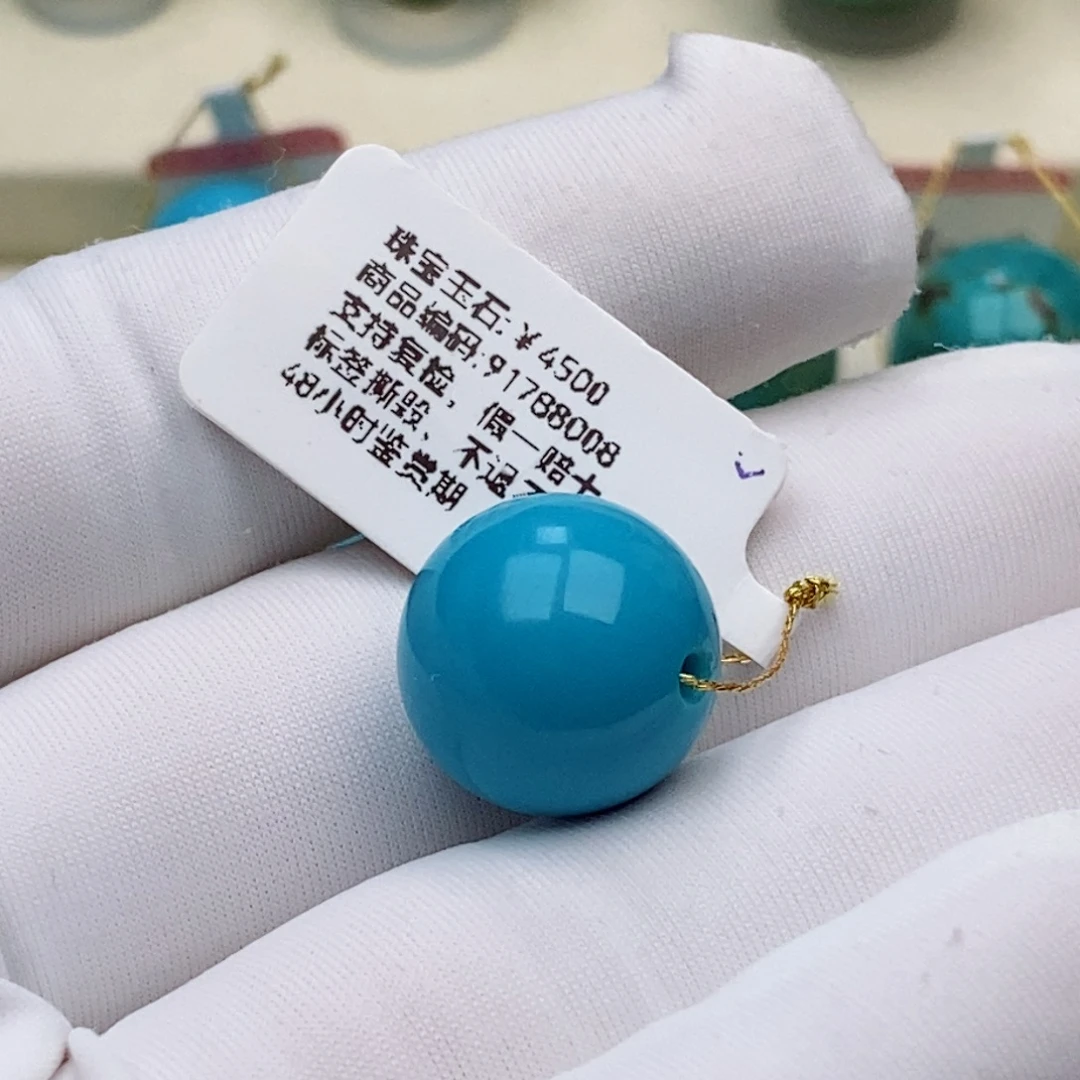 珠宝玉石:¥4500
商品编码:91788008
支持复检,假一赔十
标签撕毁、不退
48小时鉴赏期